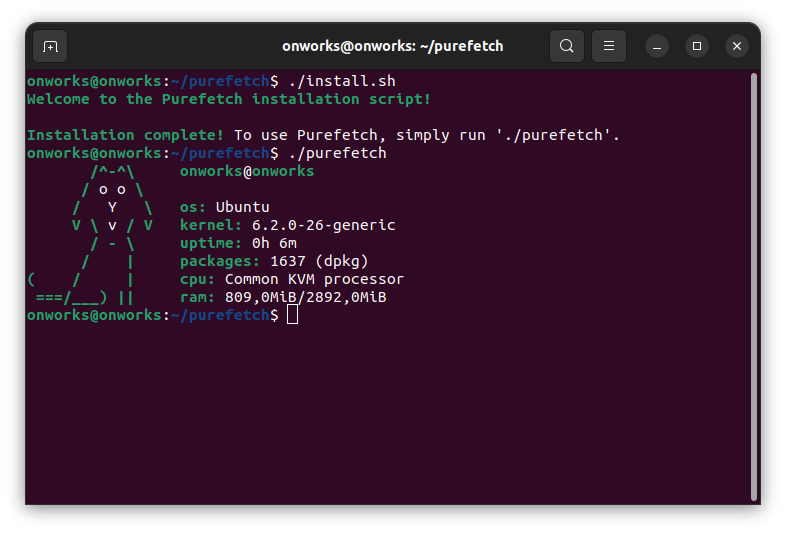 onworks@onworks: ~/purefetch
onworks@onworks:~/purefetch$ ./install.sh
Welcome to the Purefetch installation script!

Installation complete! To use Purefetch, simply run './purefetch'.
onworks@onworks:~/purefetch$ ./purefetch
       /^-^\     onworks@onworks
      / o o \
     /   Y   \   os: Ubuntu
     V \ v / V   kernel: 6.2.0-26-generic
       / - \     uptime: 0h 6m
      /    |     packages: 1637 (dpkg)
(    /     |     cpu: Common KVM processor
 ===/___) ||     ram: 809,0MiB/2892,0MiB
onworks@onworks:~/purefetch$